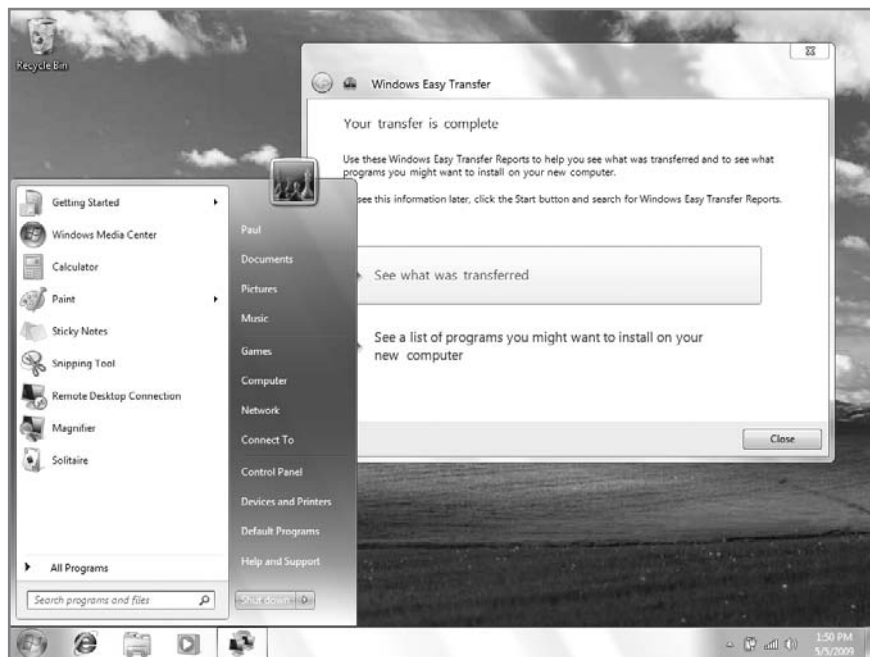 Recycle Bin
Windows Easy Transfer
Your transfer is complete
Use these Windows Easy Transfer Reports to help you see what was transferred and to see what
programs you might want to install on your new computer.
see this information later, click the Start button and search for Windows Easy Transfer Reports.
See what was transferred
See a list of programs you might want to install on your
new computer
Close
Getting Started
Windows Media Center
Calculator
Paint
Sticky Notes
Snipping Tool
Remote Desktop Connection
Magnifier
Solitaire
All Programs
Search programs and files
Paul
Documents
Pictures
Music
Games
Computer
Network
Connect To
Control Panel
Devices and Printers
Default Programs
Help and Support
Shut down
1:50 PM
5/5/2009